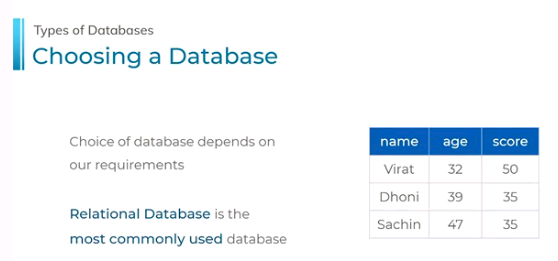 Types of Databases
Choosing a Database
Choice of database depends on
our requirements
Relational Database is the
most commonly used database
name age score
Virat 32 50
Dhoni 39 35
Sachin 47 35